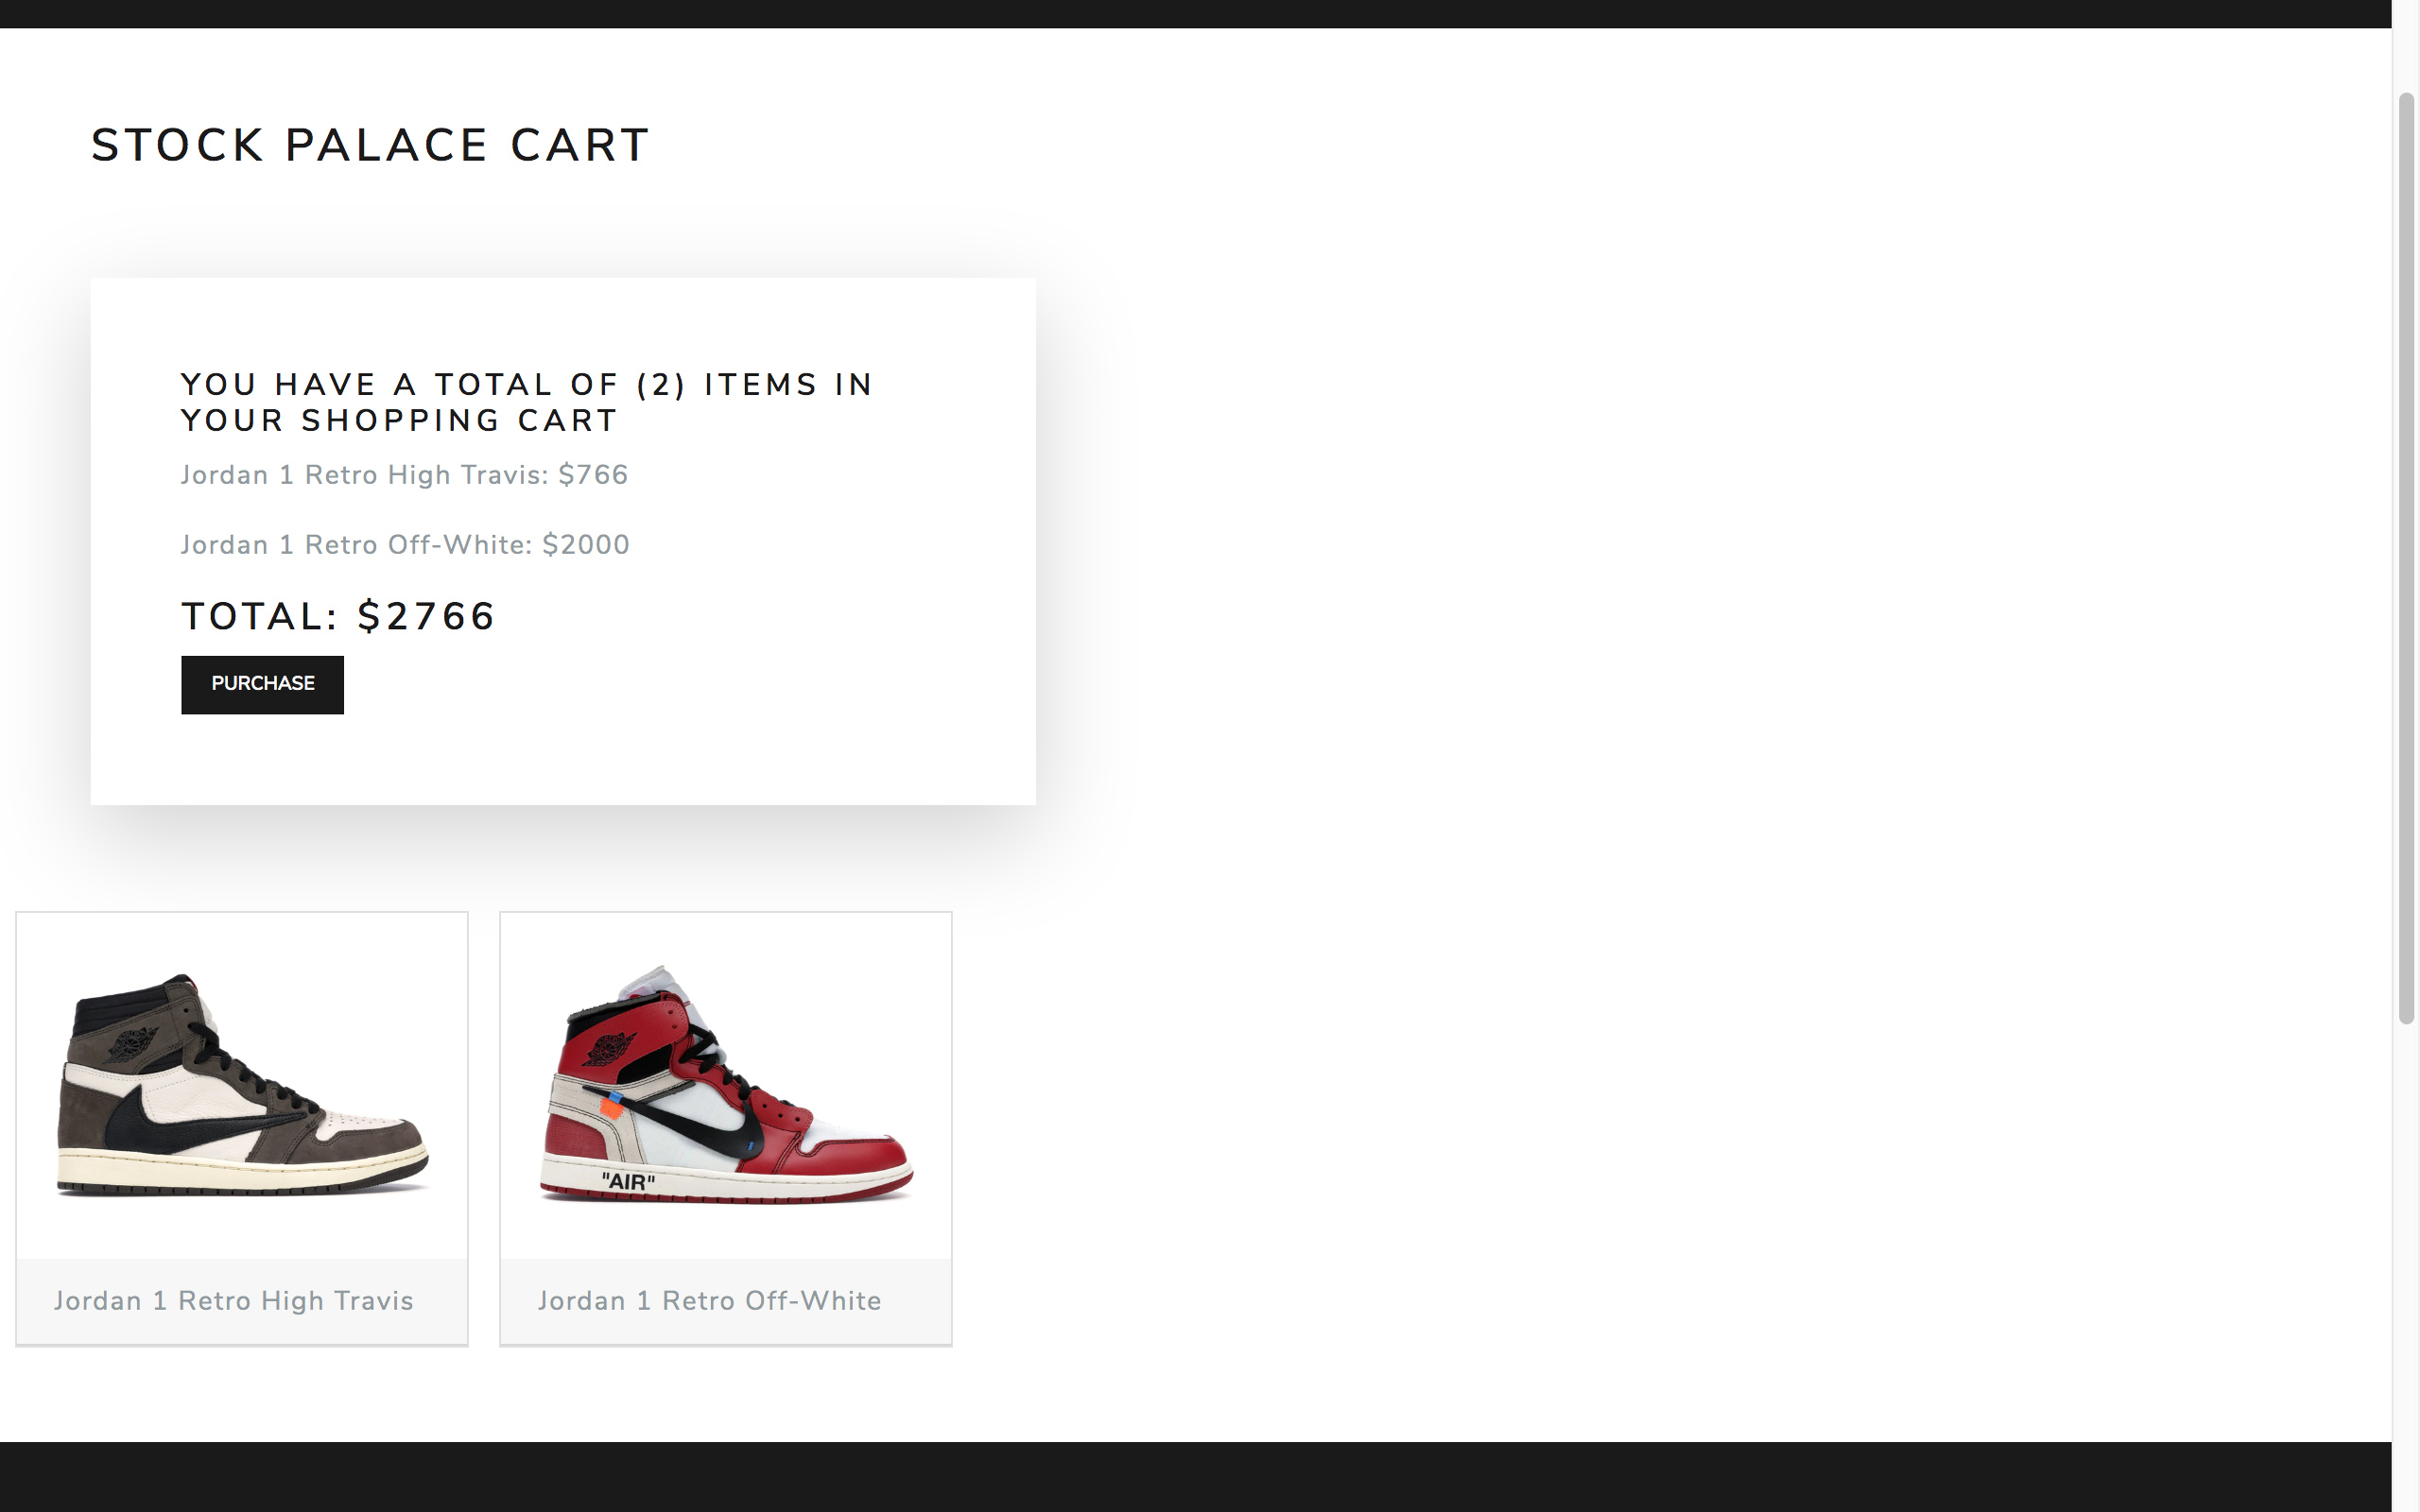 STOCK PALACE CART
YOU HAVE A TOTAL OF (2) ITEMS IN
YOUR SHOPPING CART
Jordan 1 Retro High Travis: $766
Jordan 1 Retro Off-White: $2000
TOTAL: $2766
PURCHASE
"AIR"
Jordan 1 Retro High Travis
Jordan 1 Retro Off-White